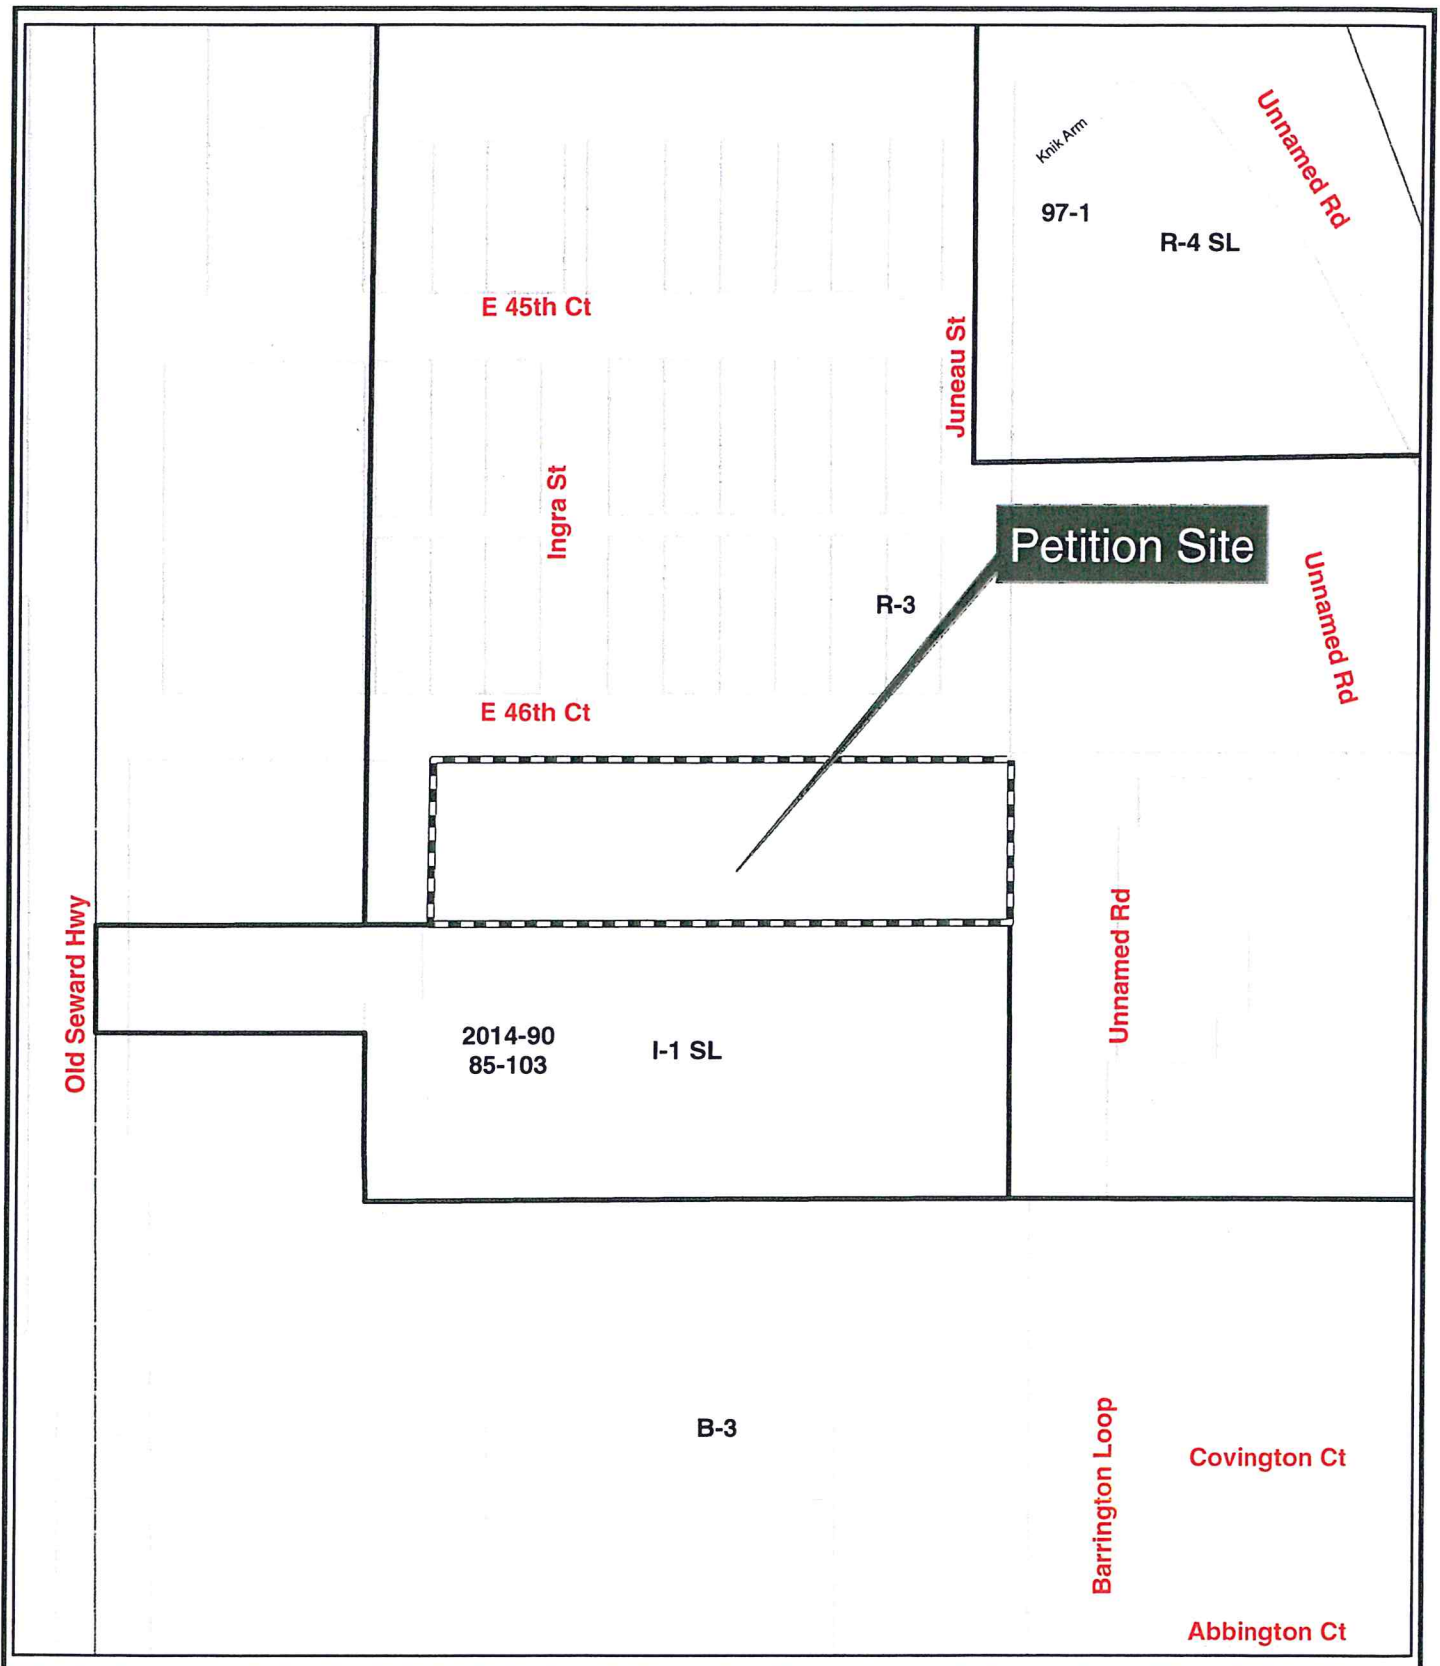 Unnamed Rd
Knik Arm
97-1
R-4 SL
E 45th Ct
Juneau St
Ingra St
Petition Site
R-3
Unnamed Rd
E 46th Ct
Old Seward Hwy
Unnamed Rd
2014-90
85-103
I-1 SL
B-3
Barrington Loop
Covington Ct
Abbington Ct